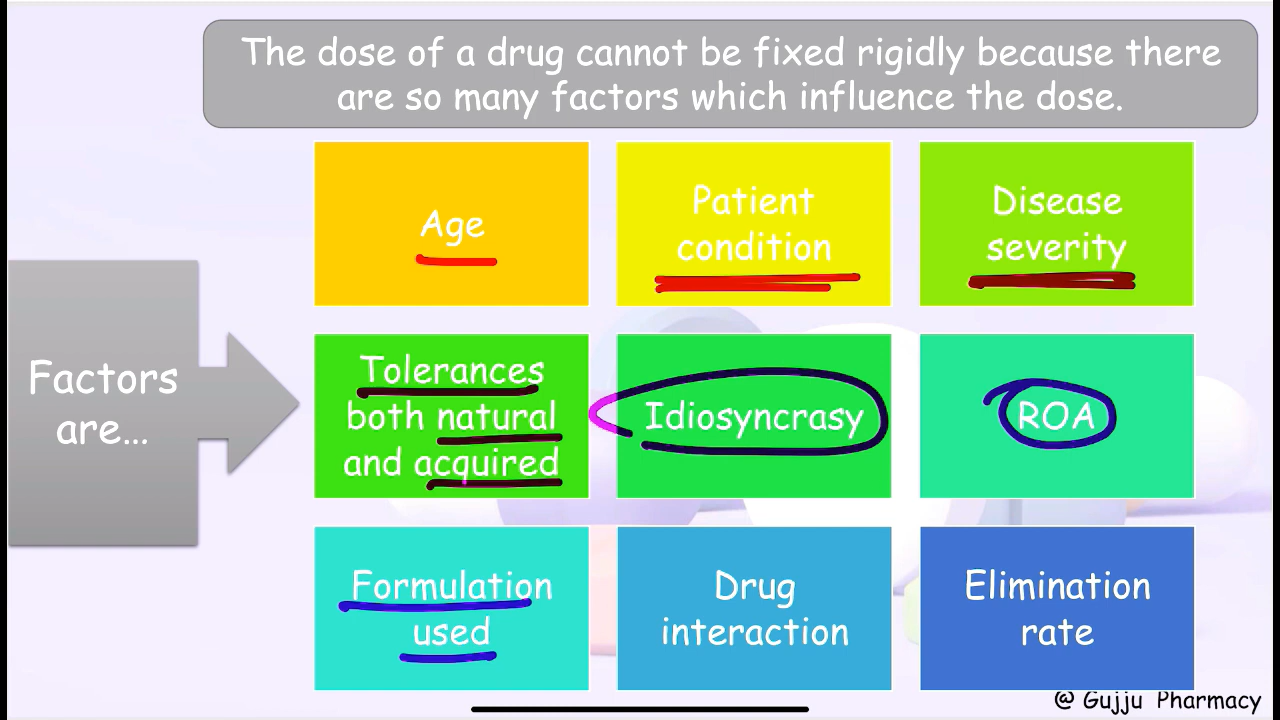 The dose of a drug cannot be fixed rigidly because there
are so many factors which influence the dose.
Factors
are...
Age
Patient
condition
Disease
severity
Tolerances
both natural
and acquired
Idiosyncrasy
ROA
Formulation
used
Drug
interaction
Elimination
rate
@ Gujju Pharmacy